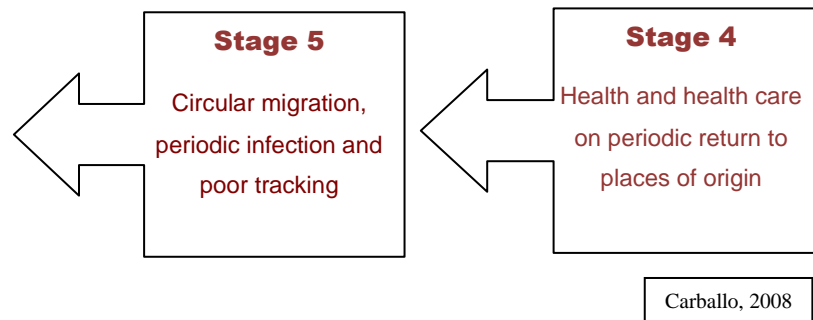 Stage 5
Circular migration,
periodic infection and
poor tracking
Stage 4
Health and health care
on periodic return to
places of origin
Carballo, 2008